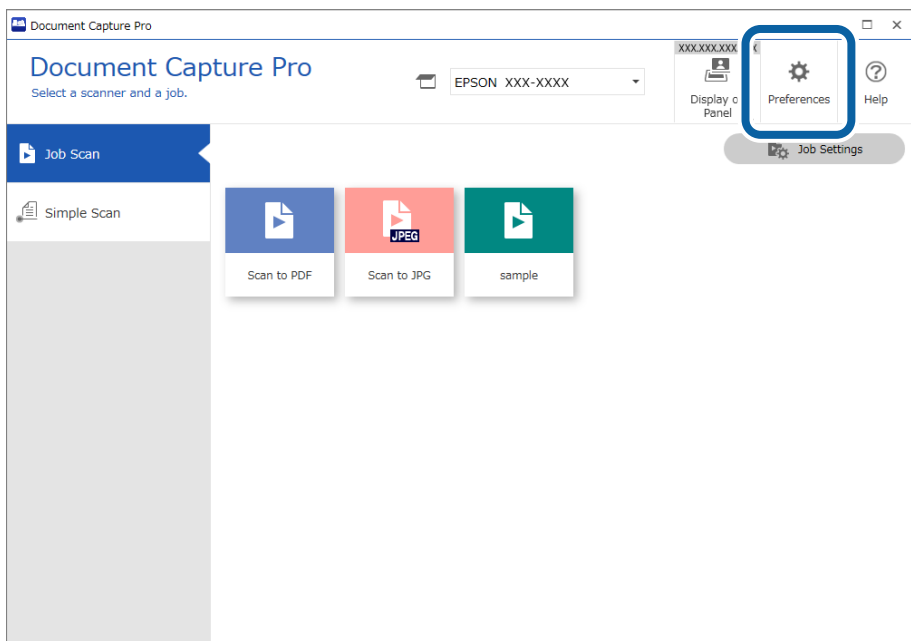 Document Capture Pro
Document Capture Pro
Select a scanner and a job.
EPSON XXX-XXXX
XXX.XXX.XXX
X
Display o
Panel
Preferences
Help
Job Scan
Job Settings
Simple Scan
JPEG
Scan to PDF
Scan to JPG
sample